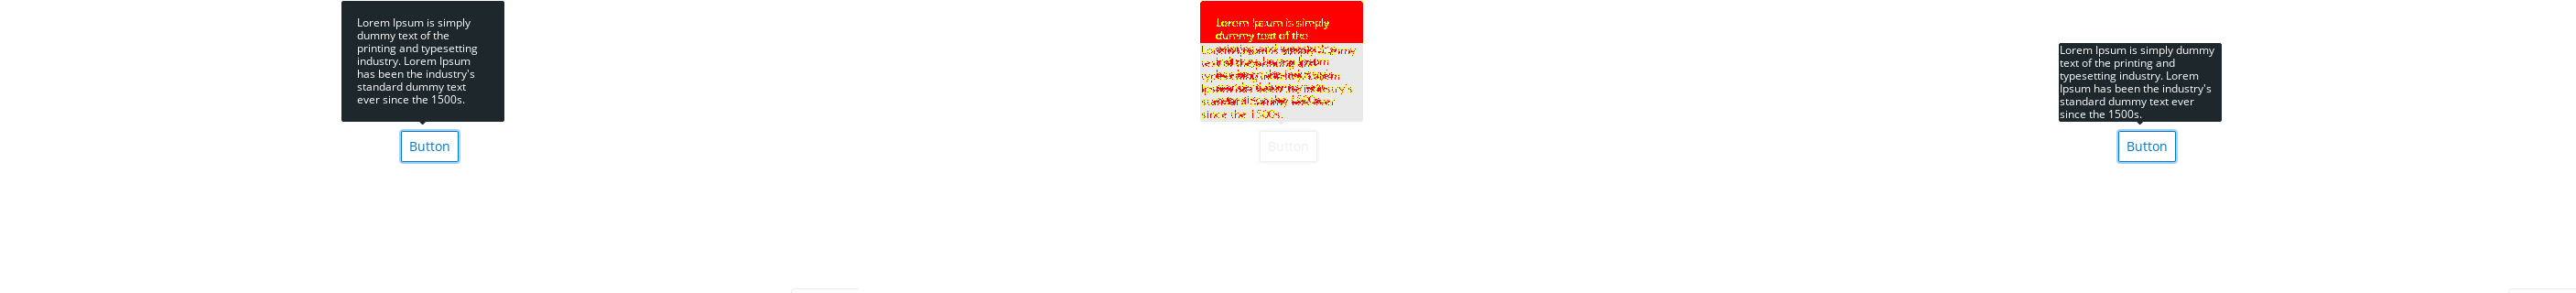 Lorem Ipsum is simply
dummy text of the
printing and typesetting
industry. Lorem Ipsum
has been the industry's
standard dummy text
ever since the 1500s.
Button
Lorem Ipsum is simply
dummy text of the
since the 1500s.
Button
Lorem Ipsum is simply dummy
text of the printing and
typesetting industry. Lorem
Ipsum has been the industry's
standard dummy text ever
since the 1500s.
Button